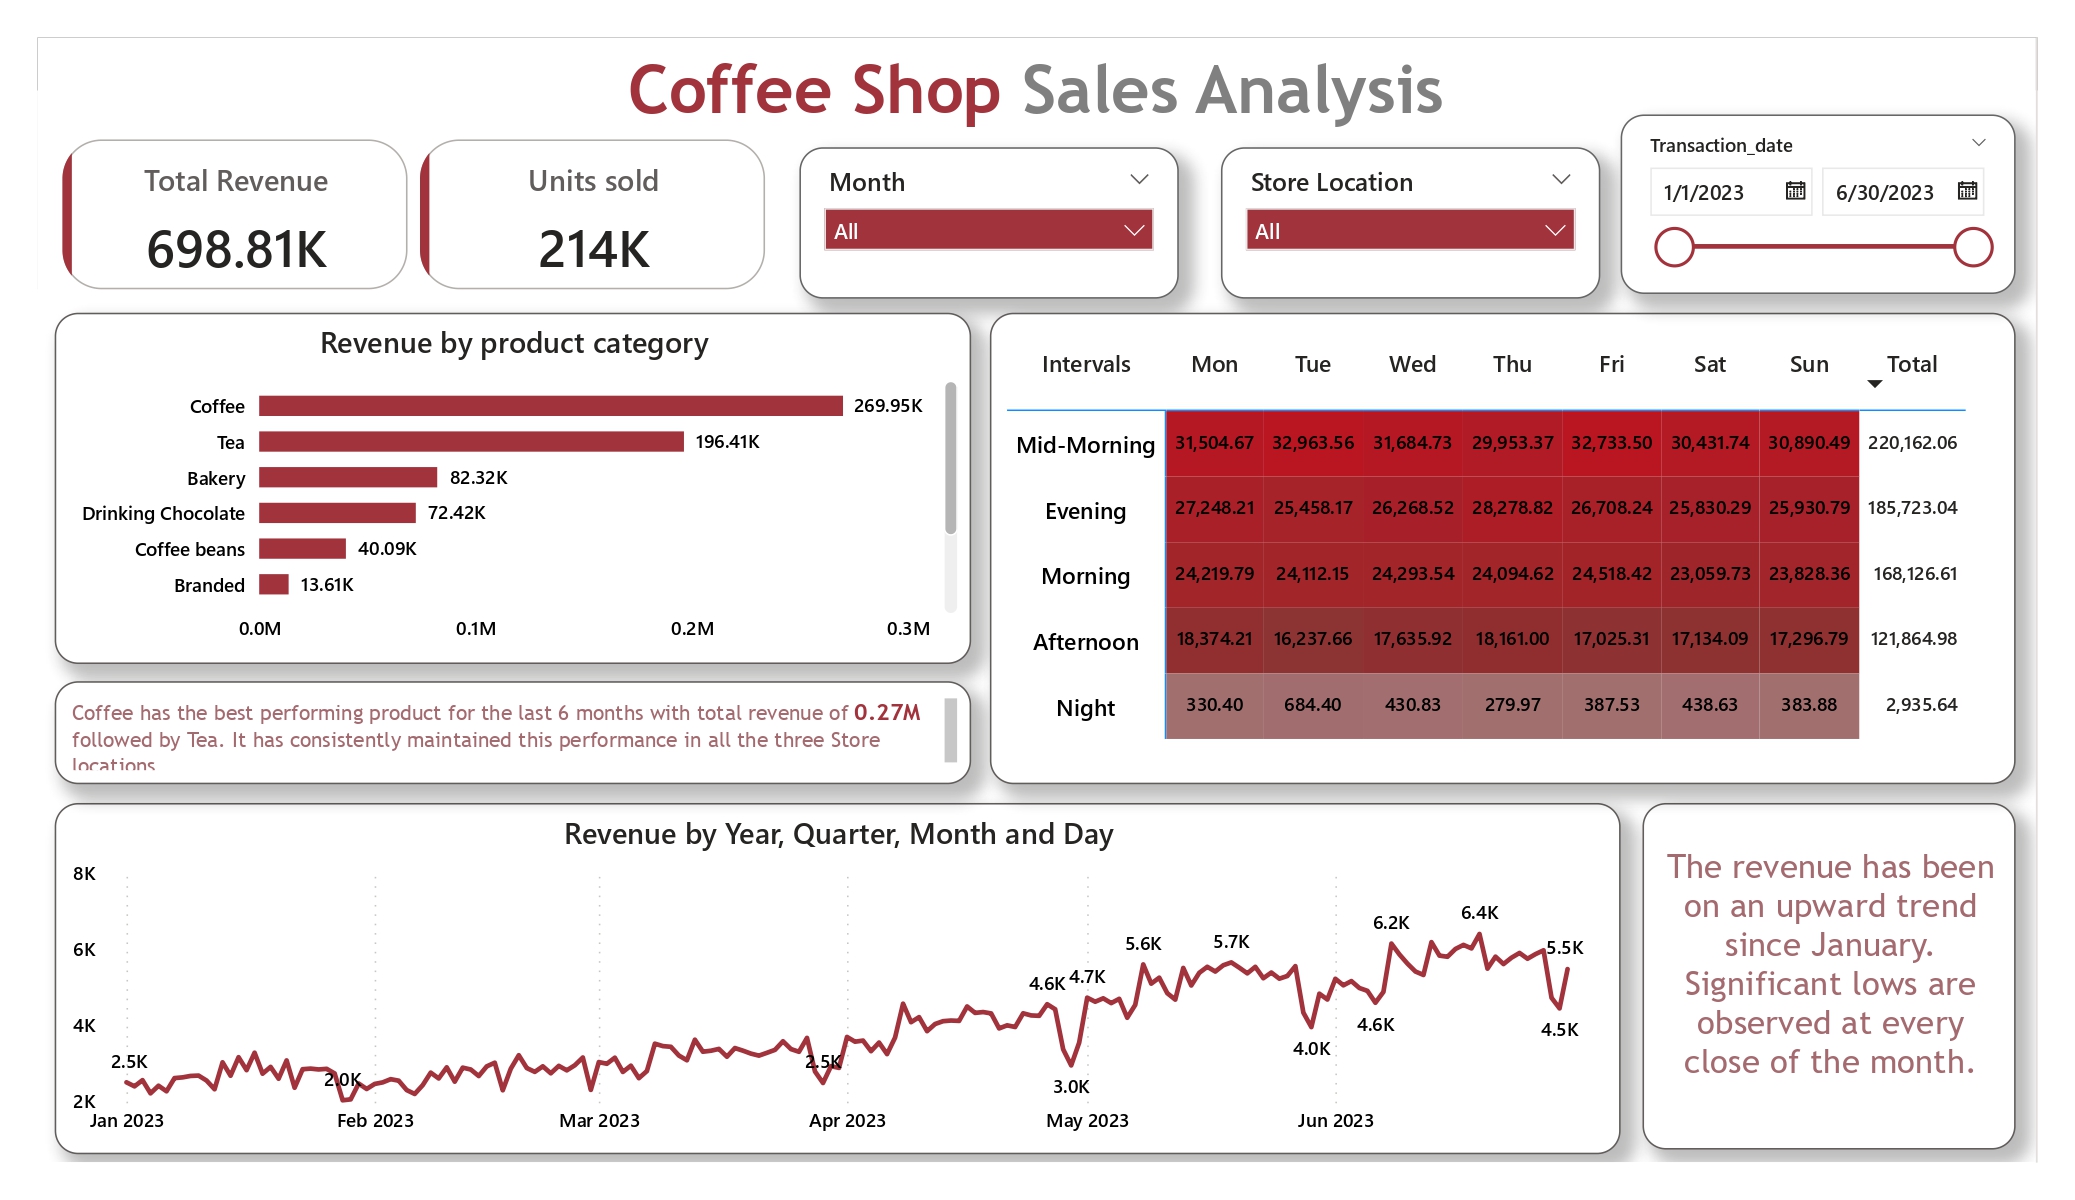 Coffee Shop Sales Analysis
Total Revenue
698.81K
Units sold
214K
Month
All
Store Location
All
Transaction_date
1/1/2023 6/30/2023
Revenue by product category
Coffee 269.95K
Tea 196.41K
Bakery 82.32K
Drinking Chocolate 72.42K
Coffee beans 40.09K
Branded 13.61K
0.0M 0.1M 0.2M 0.3M
Coffee has the best performing product for the last 6 months with total revenue of 0.27M
followed by Tea. It has consistently maintained this performance in all the three Store
locations
Intervals Mon Tue Wed Thu Fri Sat Sun Total
Mid-Morning 31,504.67 32,963.56 31,684.73 29,953.37 32,733.50 30,431.74 30,890.49 220,162.06
Evening 27,248.21 25,458.17 26,268.52 28,278.82 26,708.24 25,830.29 25,930.79 185,723.04
Morning 24,219.79 24,112.15 24,293.54 24,094.62 24,518.42 23,059.73 23,828.36 168,126.61
Afternoon 18,374.21 16,237.66 17,635.92 18,161.00 17,025.31 17,134.09 17,296.79 121,864.98
Night 330.40 684.40 430.83 279.97 387.53 438.63 383.88 2,935.64
Revenue by Year, Quarter, Month and Day
8K
6K
4K
2K
2.5K
2.0K
2.5K
4.6K
3.0K
4.7K
5.6K
5.7K
4.0K
4.6K
6.2K
6.4K
4.5K
5.5K
Jan 2023 Feb 2023 Mar 2023 Apr 2023 May 2023 Jun 2023
The revenue has been
on an upward trend
since January.
Significant lows are
observed at every
close of the month.